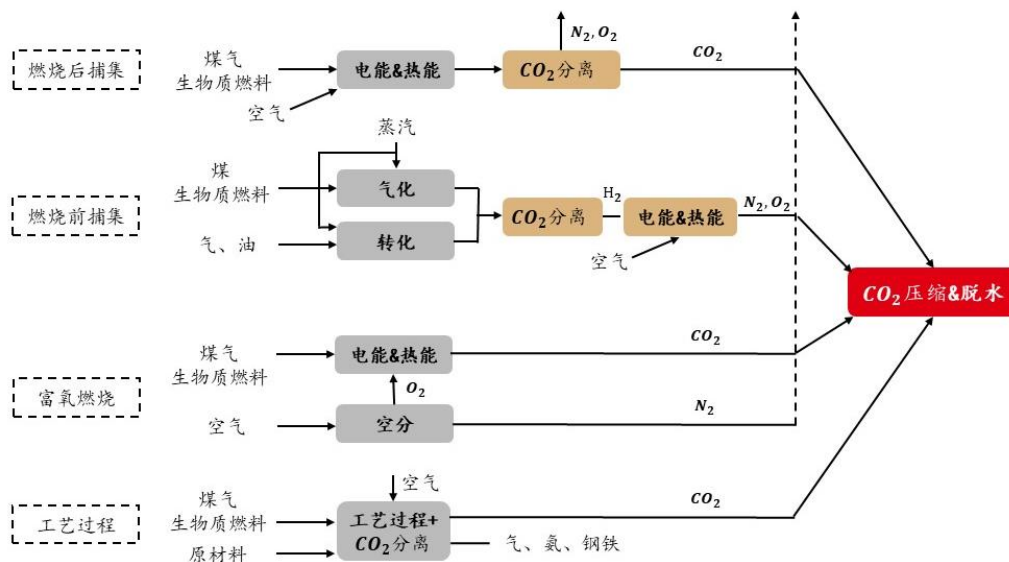 燃烧后捕集
煤气
生物质燃料
空气
电能&热能
N₂, O₂
CO₂分离
CO₂
燃烧前捕集
蒸汽
煤
生物质燃料
气、油
气化
转化
CO₂分离
H₂
电能&热能
空气
N₂, O₂
CO₂压缩&脱水
富氧燃烧
煤气
生物质燃料
空气
电能&热能
O₂
空分
CO₂
N₂
工艺过程
煤气
生物质燃料
原材料
空气
工艺过程+
CO₂分离
CO₂
气、氨、钢铁